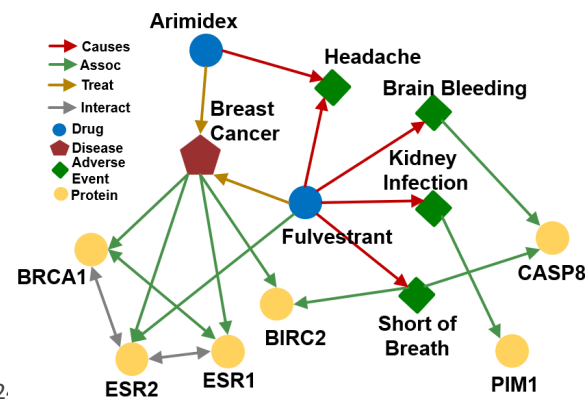 Arimidex
Causes
Assoc
Treat
Interact
Drug
Disease
Adverse
Event
Protein
Headache
Brain Bleeding
Breast
Cancer
Kidney
Infection
Fulvestrant
BRCA1
CASP8
BIRC2
Short of
Breath
ESR2
ESR1
PIM1